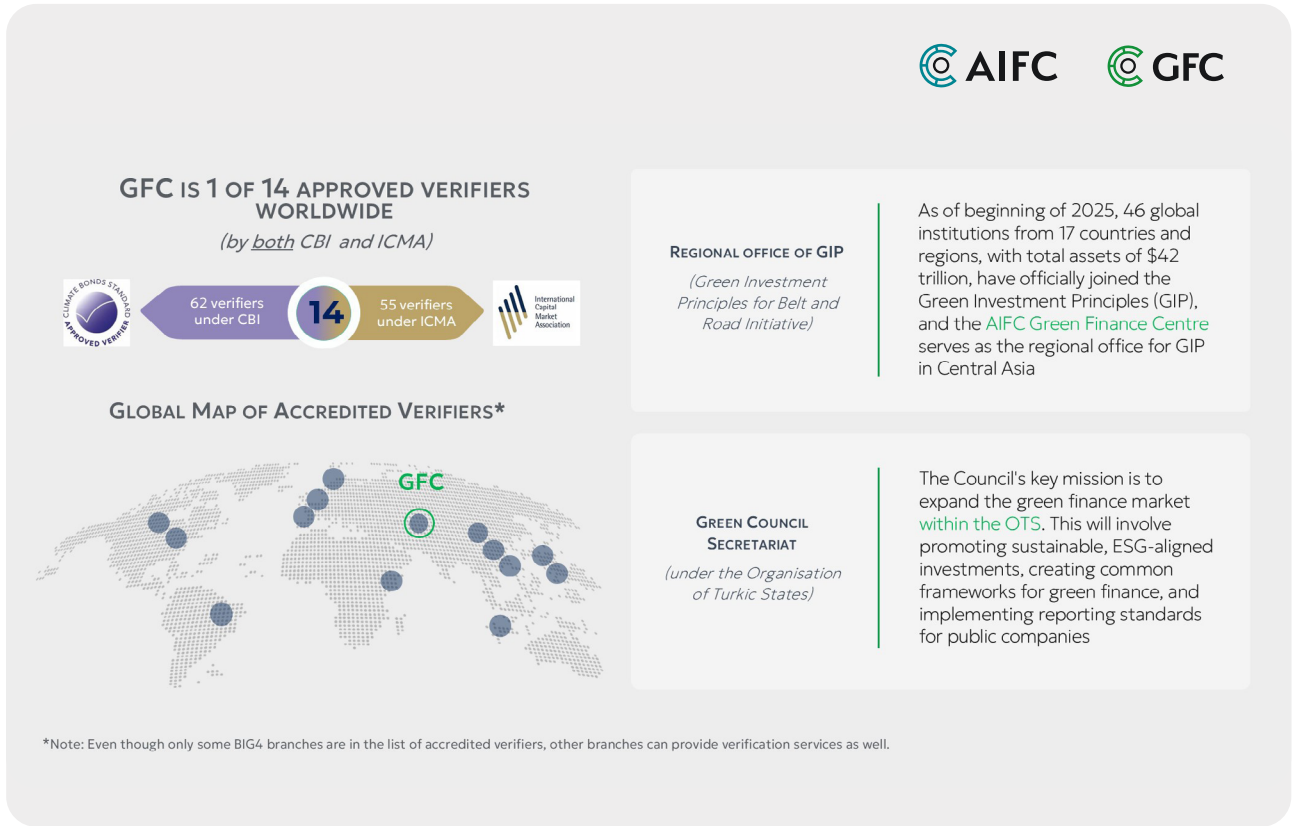 AIFC
GFC
GFC IS 1 OF 14 APPROVED VERIFIERS
WORLDWIDE
(by both CBI and ICMA)
CLIMATE BONDS STANDARD
APPROVED VERIFIER
62 verifiers
under CBI
14
55 verifiers
under ICMA
International
Capital
Market
Association
GLOBAL MAP OF ACCREDITED VERIFIERS*
GFC
REGIONAL OFFICE OF GIP
(Green Investment
Principles for Belt and
Road Initiative)
As of beginning of 2025, 46 global
institutions from 17 countries and
regions, with total assets of $42
trillion, have officially joined the
Green Investment Principles (GIP),
and the AIFC Green Finance Centre
serves as the regional office for GIP
in Central Asia
GREEN COUNCIL
SECRETARIAT
(under the Organisation
of Turkic States)
The Council's key mission is to
expand the green finance market
within the OTS. This will involve
promoting sustainable, ESG-aligned
investments, creating common
frameworks for green finance, and
implementing reporting standards
for public companies
*Note: Even though only some BIG4 branches are in the list of accredited verifiers, other branches can provide verification services as well.